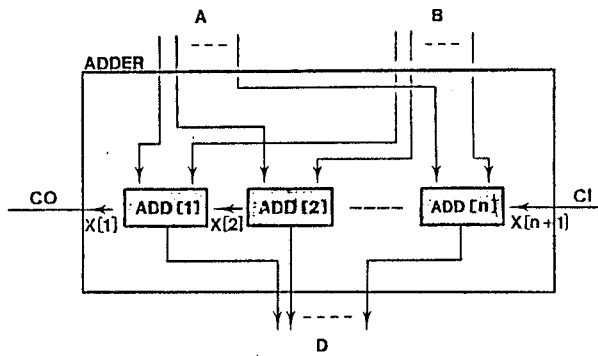 A B
ADDER
CO ADD[1] ADD[2] ADD[n] CI
X[1] X[2] X[n+1]
D